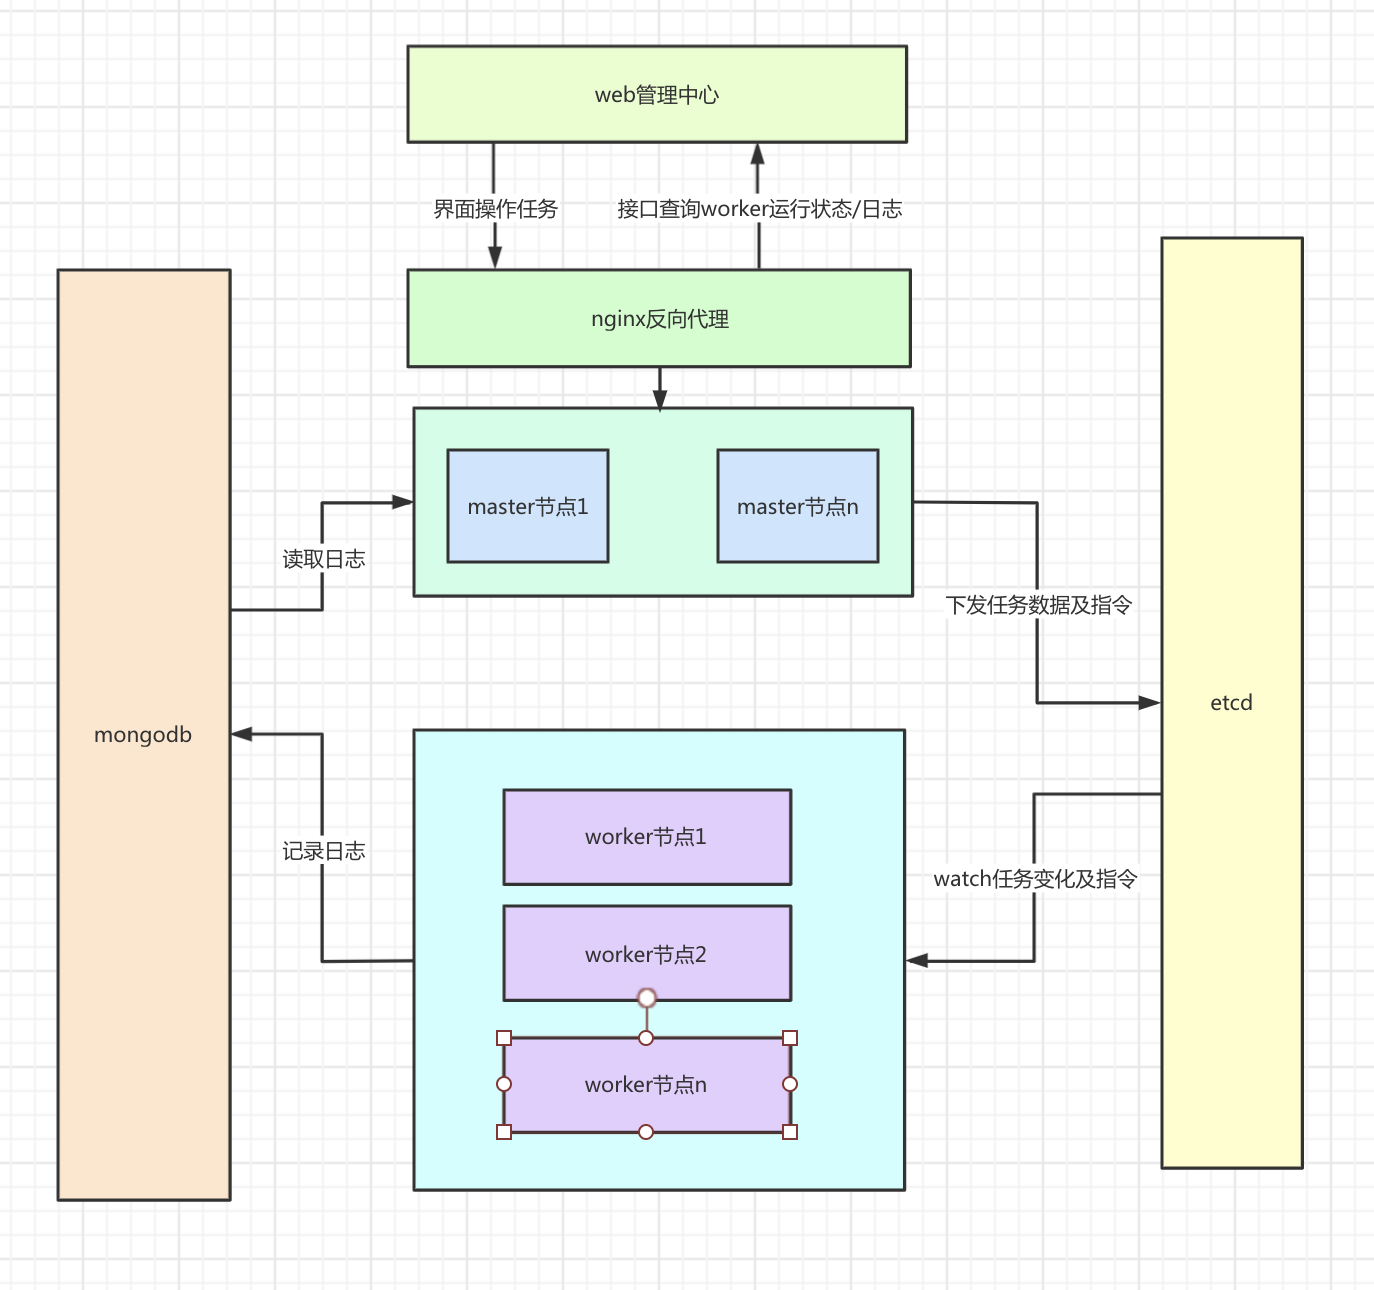 web管理中心
界面操作任务
接口查询worker运行状态/日志
nginx反向代理
master节点1
master节点n
读取日志
下发任务数据及指令
etcd
mongodb
worker节点1
记录日志
watch任务变化及指令
worker节点2
worker节点n